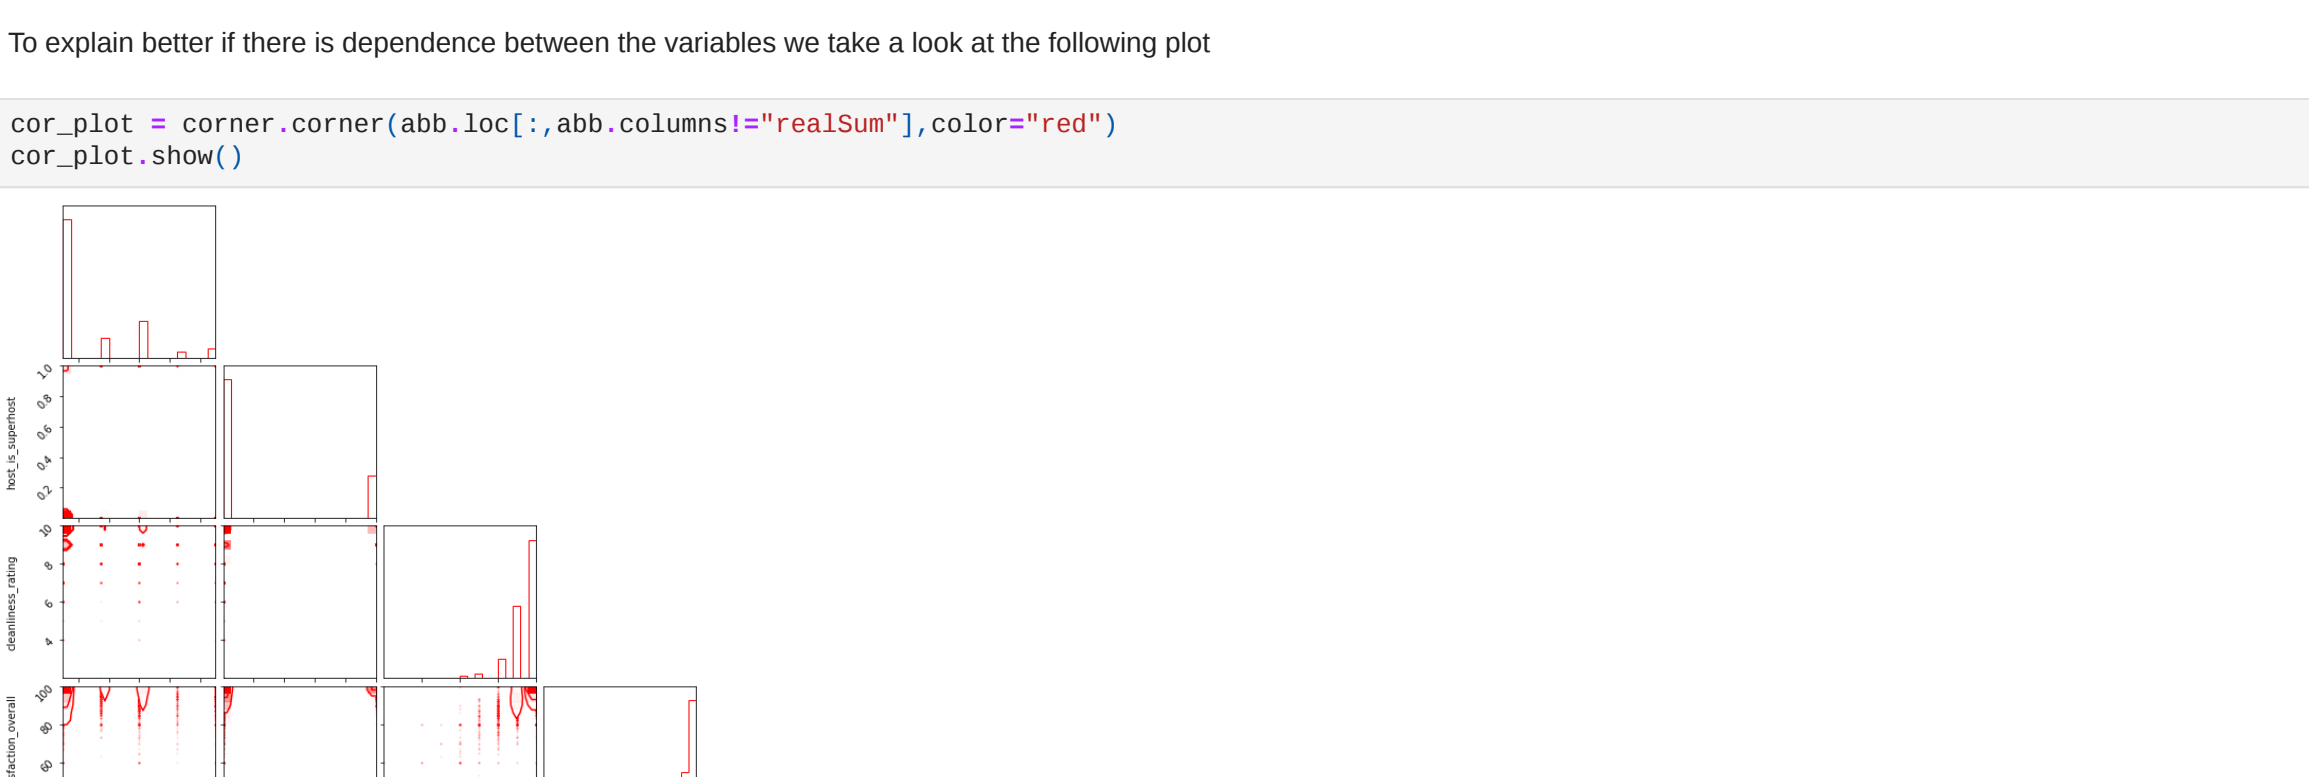 To explain better if there is dependence between the variables we take a look at the following plot
cor_plot = corner.corner(abb.loc[:,abb.columns!="realSum"],color="red")
cor_plot.show()
host_is_superhost
1.0
0.8
0.6
0.4
0.2
cleanliness_rating
10
8
6
4
sfaction_overall
100
80
60